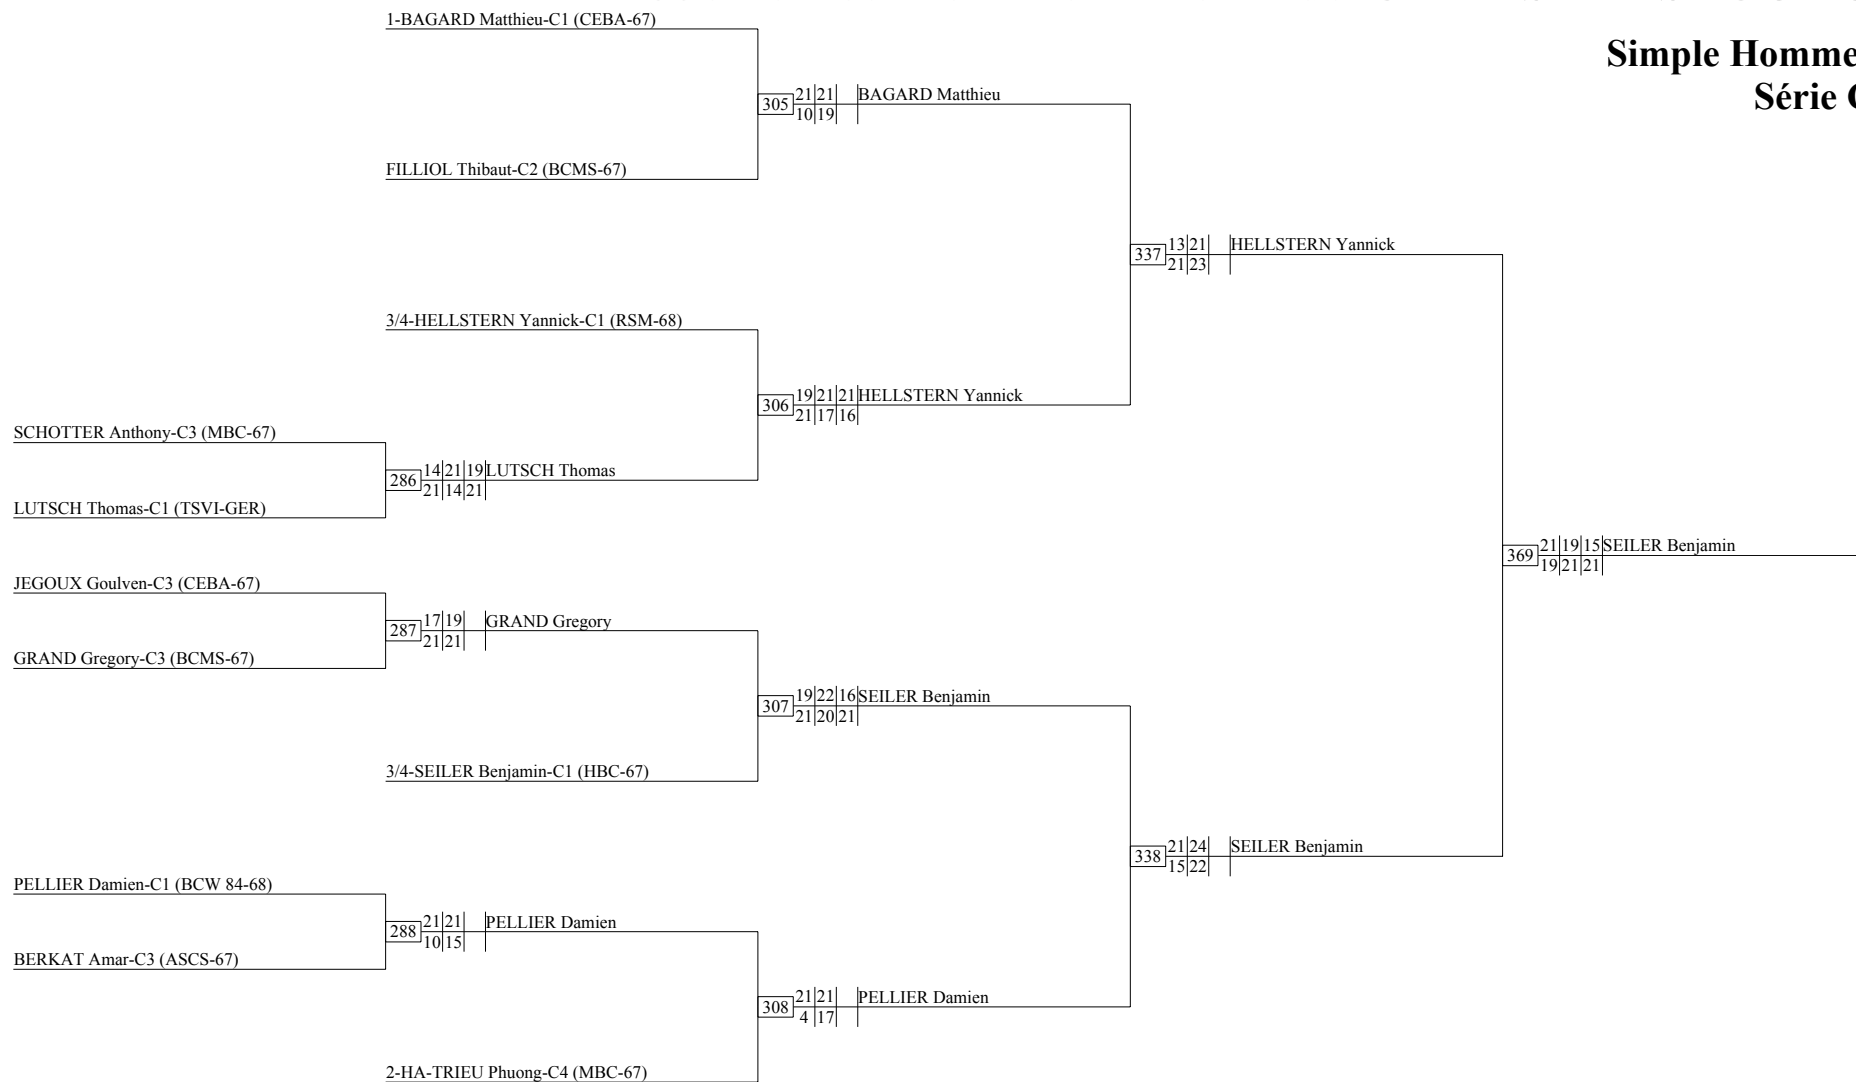 Simple Homme
Série
1-BAGARD Matthieu-C1 (CEBA-67)
305 21 21 BAGARD Matthieu
10 19
FILLIOL Thibaut-C2 (BCMS-67)
337 13 21 HELLSTERN Yannick
21 23
3/4-HELLSTERN Yannick-C1 (RSM-68)
306 19 21 21 HELLSTERN Yannick
21 17 16
SCHOTTER Anthony-C3 (MBC-67)
286 14 21 19 LUTSCH Thomas
21 14 21
LUTSCH Thomas-C1 (TSVI-GER)
369 21 19 15 SEILER Benjamin
19 21 21
JEGOUX Goulven-C3 (CEBA-67)
287 17 19 GRAND Gregory
21 21
GRAND Gregory-C3 (BCMS-67)
307 19 22 16 SEILER Benjamin
21 20 21
3/4-SEILER Benjamin-C1 (HBC-67)
338 21 24 SEILER Benjamin
15 22
PELLIER Damien-C1 (BCW 84-68)
288 21 21 PELLIER Damien
10 15
BERKAT Amar-C3 (ASCS-67)
308 21 21 PELLIER Damien
4 17
2-HA-TRIEU Phuong-C4 (MBC-67)